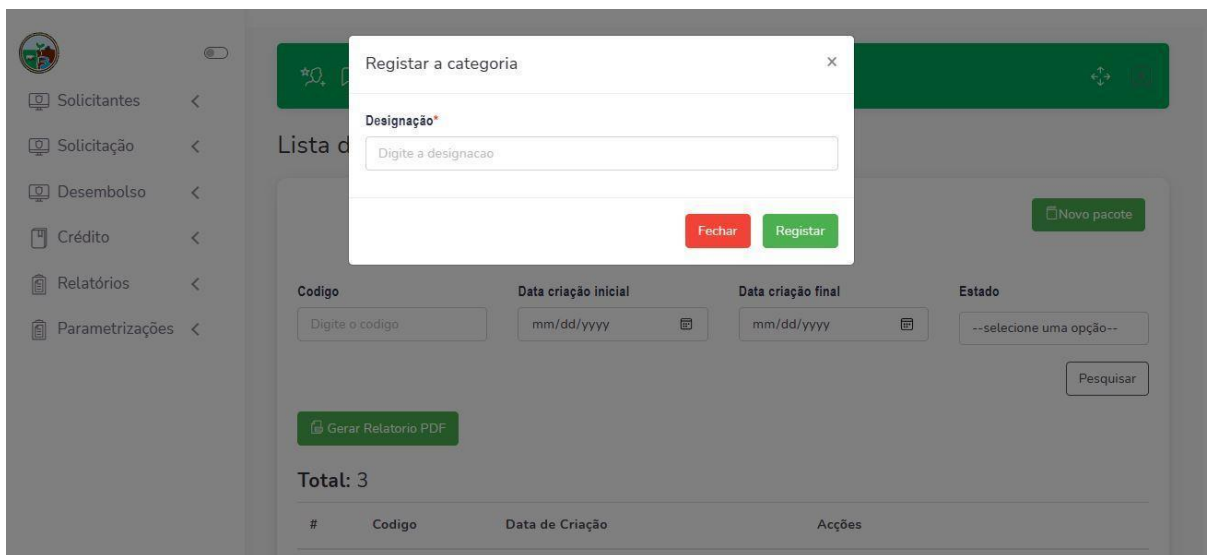 Registar a categoria
×
Solicitantes
Designação*
Solicitação
Lista d
Digite a designacao
Desembolso
Novo pacote
Fechar
Registar
Crédito
Relatórios
Codigo
Data criação inicial
Data criação final
Estado
Parametrizações
Digite o codigo
mm/dd/yyyy
mm/dd/yyyy
--selecione uma opção--
Pesquisar
Gerar Relatorio PDF
Total: 3
# Codigo Data de Criação Acções